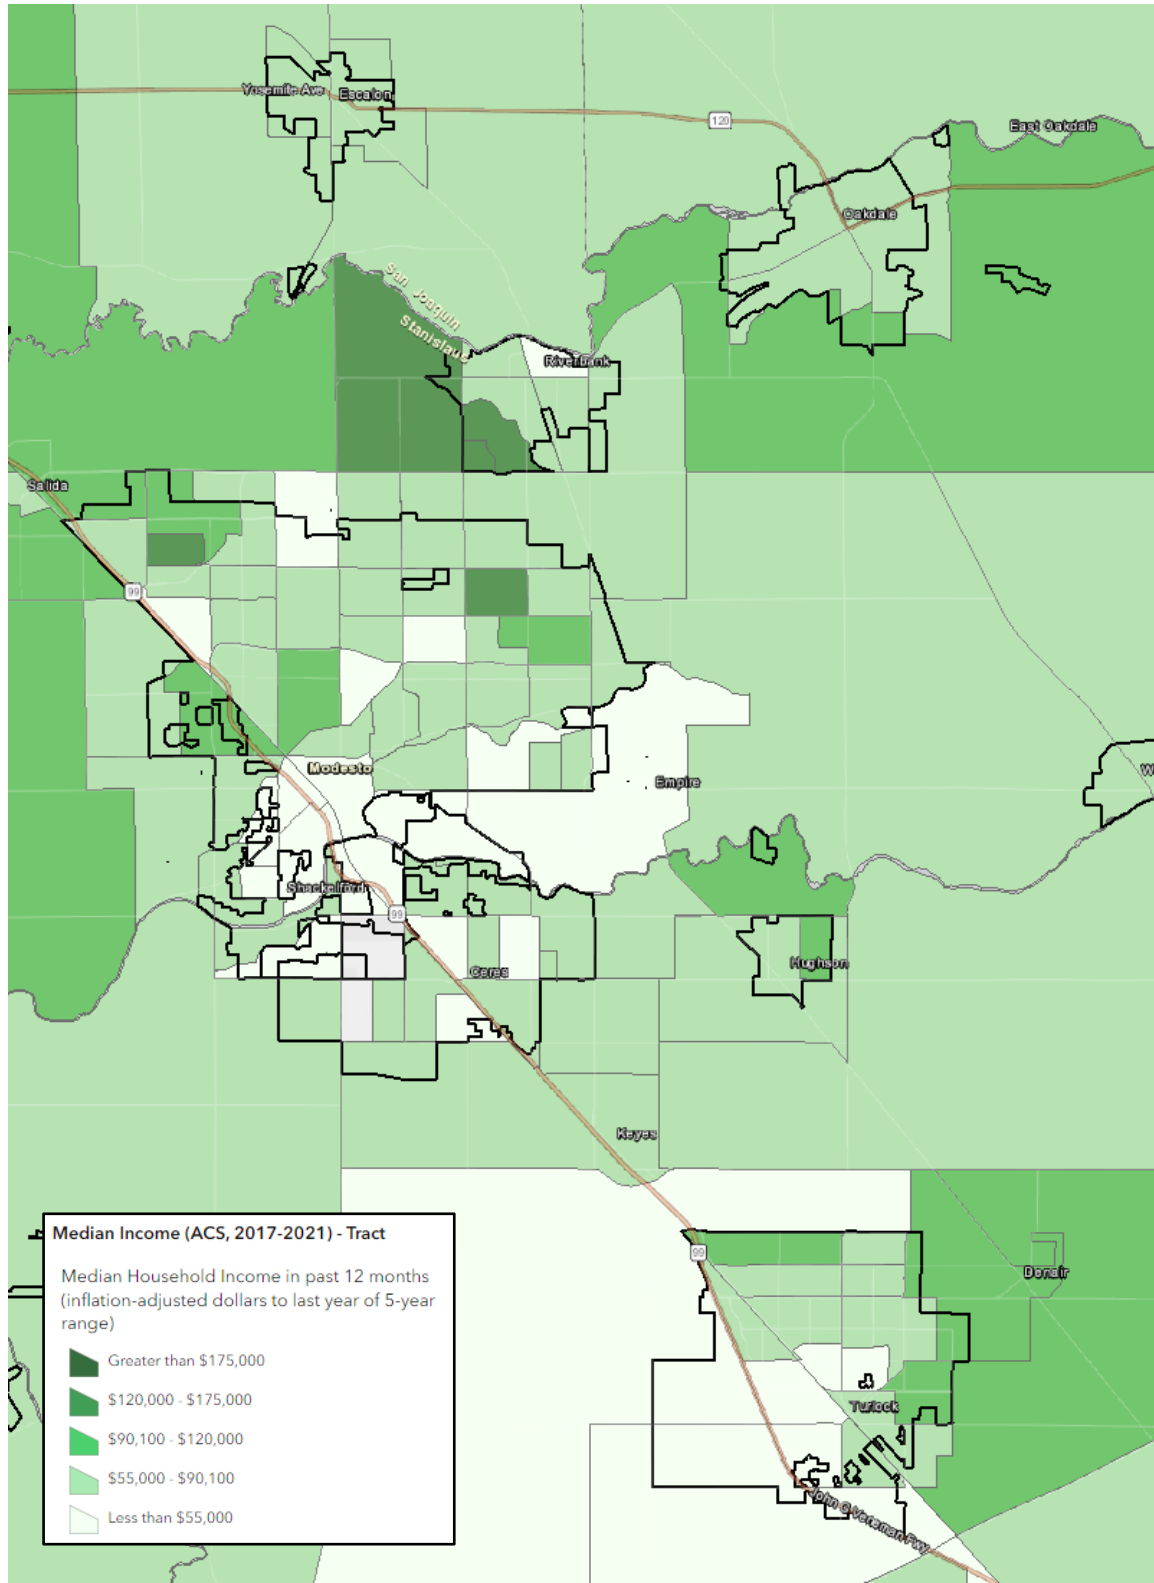 Yosemite Ave
Escalon
120
East Oakdale
Oakdale
San Joaquin
Stanislaus
Riverbank
Salida
99
Modesto
Empire
W
Shackelford
99
Ceres
Hughson
Keyes
99
Denair
Turlock
John G Veneman Fwy
Median Income (ACS, 2017-2021) - Tract
Median Household Income in past 12 months
(inflation-adjusted dollars to last year of 5-year
range)
Greater than $175,000
$120,000 - $175,000
$90,100 - $120,000
$55,000 - $90,100
Less than $55,000